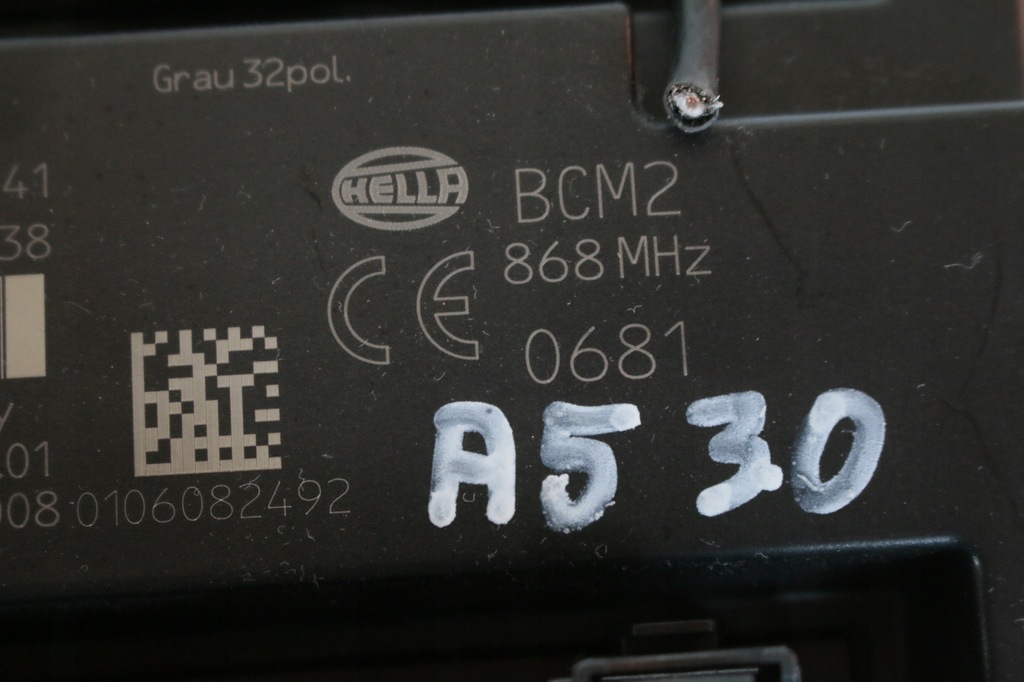 Grau 32pol.
41
38
HELLA
BCM2
868 MHz
CE
0681
A5 30
y
01
008 0106082492